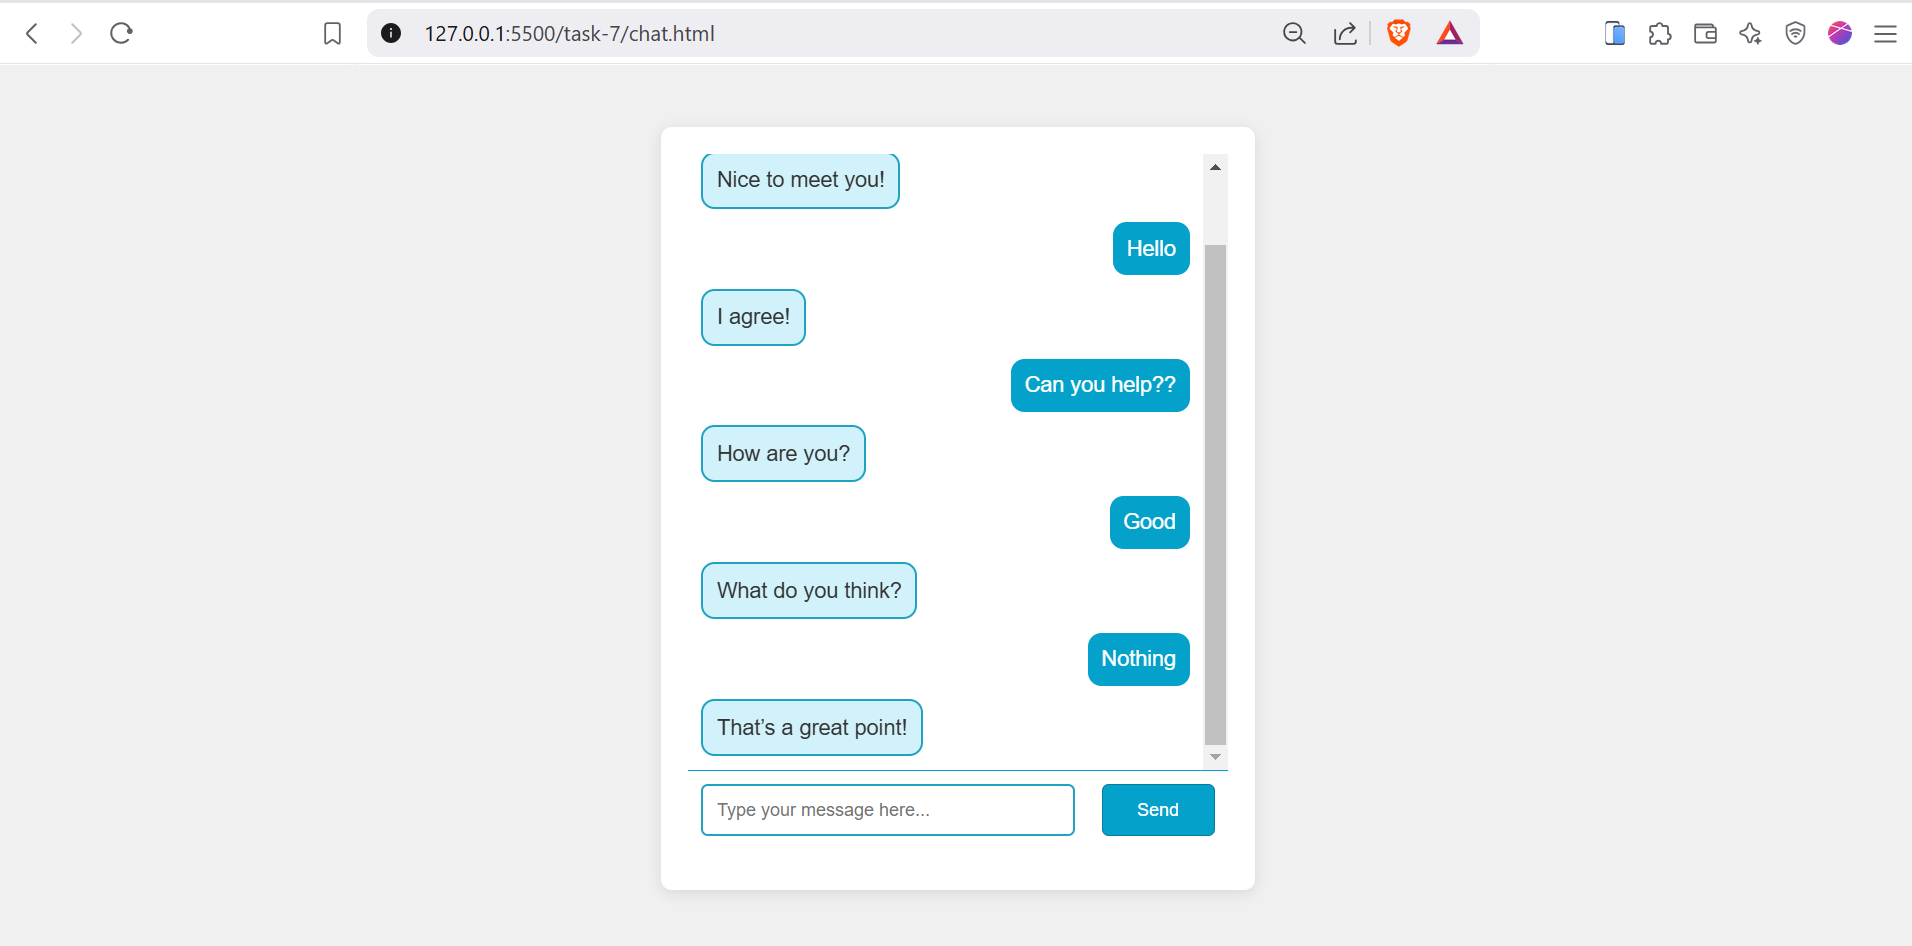 127.0.0.1:5500/task-7/chat.html
Nice to meet you!
Hello
I agree!
Can you help??
How are you?
Good
What do you think?
Nothing
That’s a great point!
Type your message here...
Send